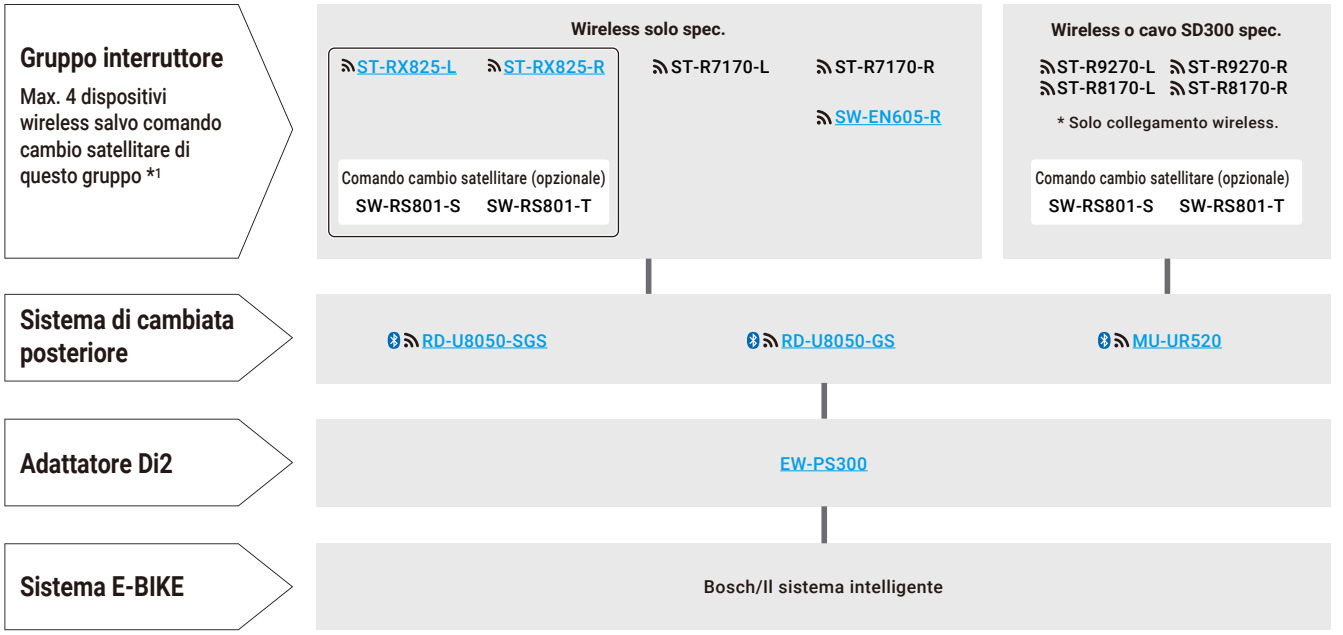 Gruppo interruttore
Max. 4 dispositivi
wireless salvo comando
cambio satellitare di
questo gruppo *1
Wireless solo spec.
ST-RX825-L ST-RX825-R ST-R7170-L ST-R7170-R
SW-EN605-R
Comando cambio satellitare (opzionale)
SW-RS801-S SW-RS801-T
Wireless o cavo SD300 spec.
ST-R9270-L ST-R9270-R
ST-R8170-L ST-R8170-R
* Solo collegamento wireless.
Comando cambio satellitare (opzionale)
SW-RS801-S SW-RS801-T
Sistema di cambiata
posteriore
RD-U8050-SGS RD-U8050-GS MU-UR520
Adattatore Di2
EW-PS300
Sistema E-BIKE
Bosch/Il sistema intelligente